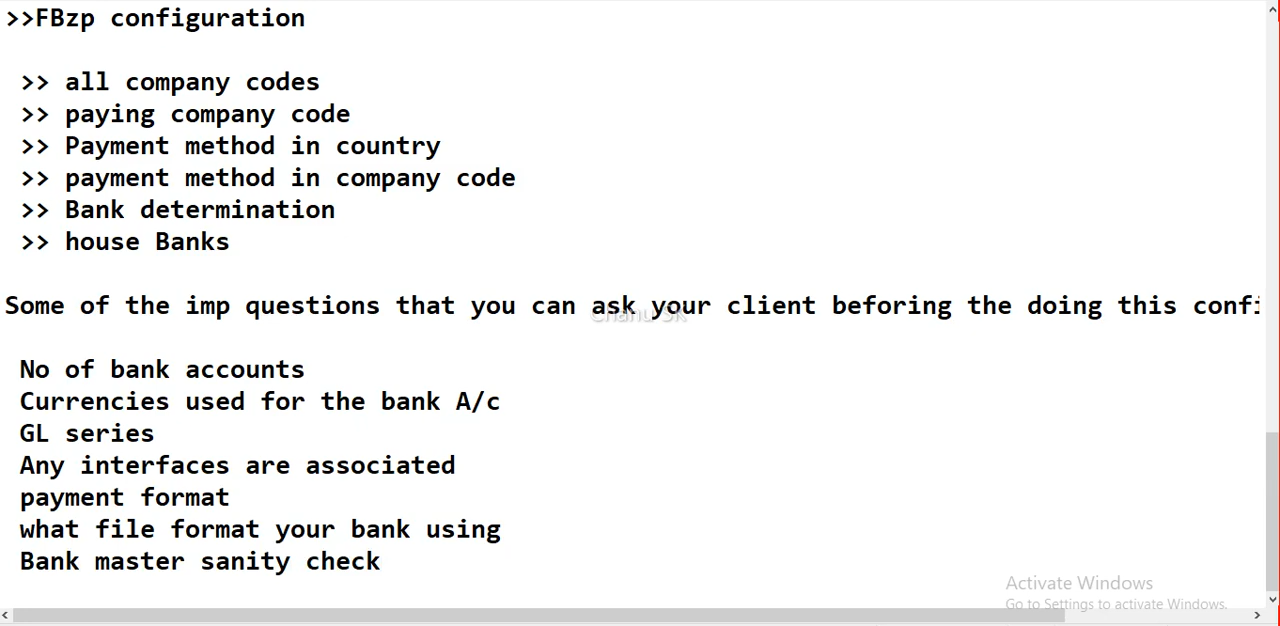 >>FBzp configuration
>> all company codes
>> paying company code
>> Payment method in country
>> payment method in company code
>> Bank determination
>> house Banks
Some of the imp questions that you can ask your client beforing the doing this confi
Chanu SK
No of bank accounts
Currencies used for the bank A/c
GL series
Any interfaces are associated
payment format
what file format your bank using
Bank master sanity check
Activate Windows
Go to Settings to activate Windows.